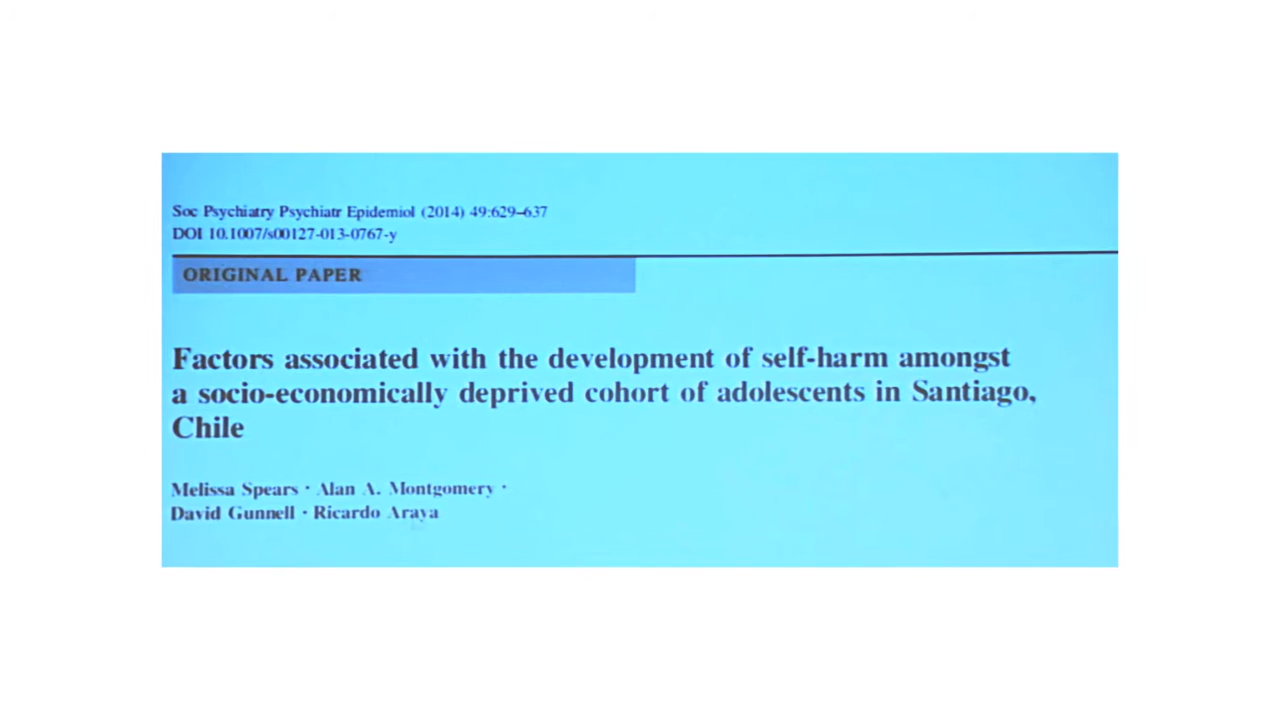 Soc Psychiatry Psychiatr Epidemiol (2014) 49:629–637
DOI 10.1007/s00127-013-0767-y
ORIGINAL PAPER
Factors associated with the development of self-harm amongst
a socio-economically deprived cohort of adolescents in Santiago,
Chile
Melissa Spears · Alan A. Montgomery ·
David Gunnell · Ricardo Araya